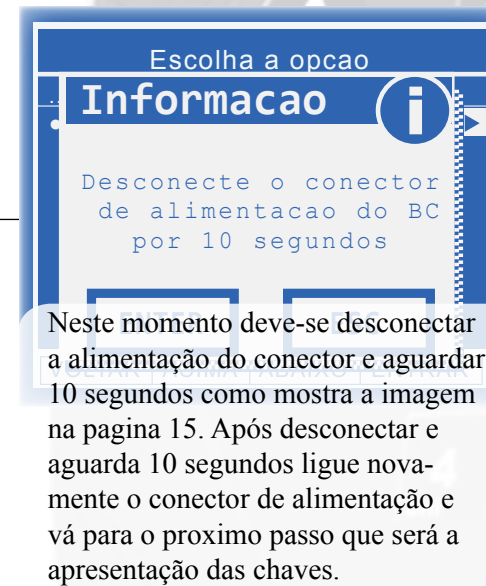 Escolha a opcao
Informacao
i
Desconecte o conector
de alimentacao do BC
por 10 segundos
Neste momento deve-se desconectar
a alimentação do conector e aguardar
10 segundos como mostra a imagem
na pagina 15. Após desconectar e
aguarda 10 segundos ligue nova-
mente o conector de alimentação e
vá para o proximo passo que será a
apresentação das chaves.